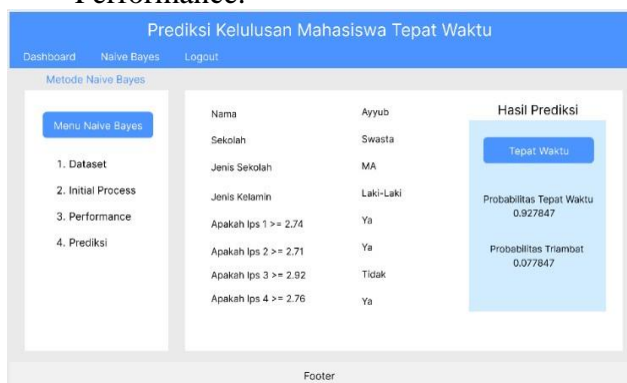 Performance.
Prediksi Kelulusan Mahasiswa Tepat Waktu
Dashboard Naive Bayes Logout
Metode Naive Bayes
Menu Naive Bayes
1. Dataset
2. Initial Process
3. Performance
4. Prediksi
Nama Ayyub
Sekolah Swasta
Jenis Sekolah MA
Jenis Kelamin Laki-Laki
Apakah Ips 1 >= 2.74 Ya
Apakah Ips 2 >= 2.71 Ya
Apakah Ips 3 >= 2.92 Tidak
Apakah Ips 4 >= 2.76 Ya
Hasil Prediksi
Tepat Waktu
Probabilitas Tepat Waktu
0.927847
Probabilitas Triambat
0.077847
Footer